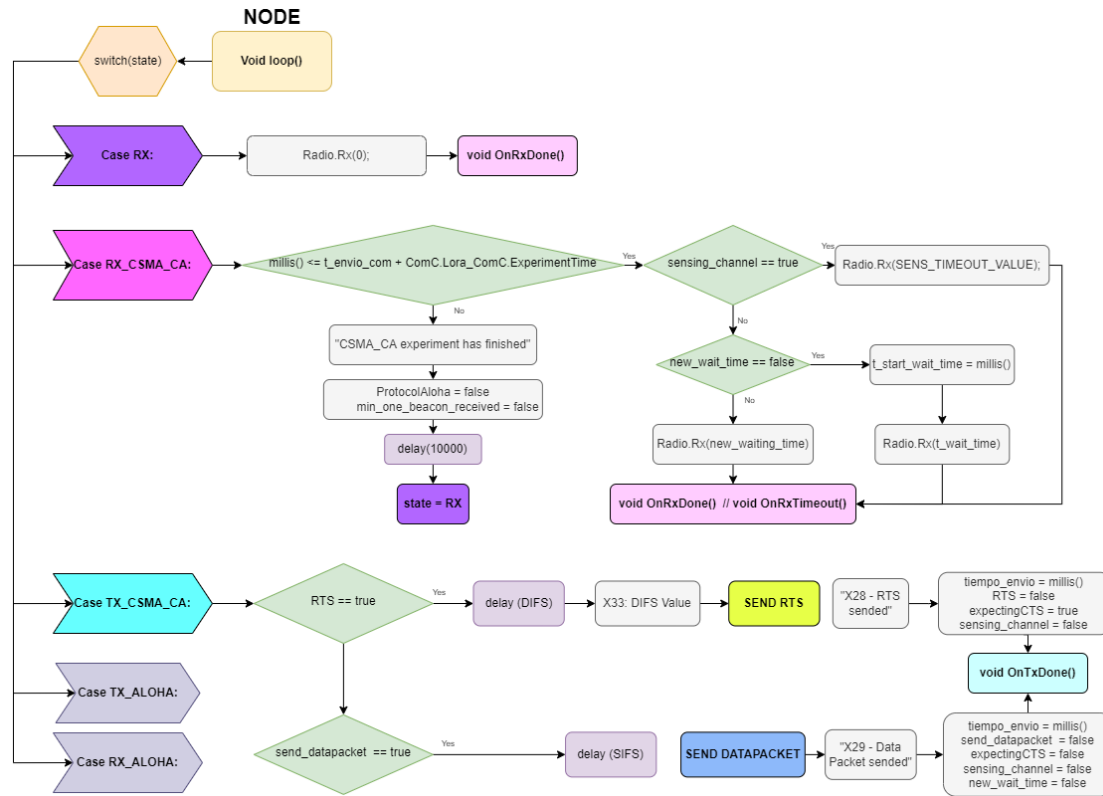 NODE
switch(state)
Void loop()
Case RX:
Radio.Rx(0);
void OnRxDone()
Case RX_CSMA_CA:
millis() <= t_envio_com + ComC.Lora_ComC.ExperimentTime
Yes
sensing_channel == true
Yes
Radio.Rx(SENS_TIMEOUT_VALUE);
No
No
"CSMA_CA experiment has finished"
new_wait_time == false
Yes
t_start_wait_time = millis()
ProtocolAloha = false
min_one_beacon_received = false
No
delay(10000)
Radio.Rx(new_waiting_time)
Radio.Rx(t_wait_time)
state = RX
void OnRxDone() // void OnRxTimeout()
Case TX_CSMA_CA:
RTS == true
Yes
delay (DIFS)
X33: DIFS Value
SEND RTS
"X28 - RTS
sended"
tiempo_envio = millis()
RTS = false
expectingCTS = true
sensing_channel = false
void OnTxDone()
Case TX_ALOHA:
Case RX_ALOHA:
send_datapacket == true
Yes
delay (SIFS)
SEND DATAPACKET
"X29 - Data
Packet sended"
tiempo_envio = millis()
send_datapacket = false
expectingCTS = false
sensing_channel = false
new_wait_time = false